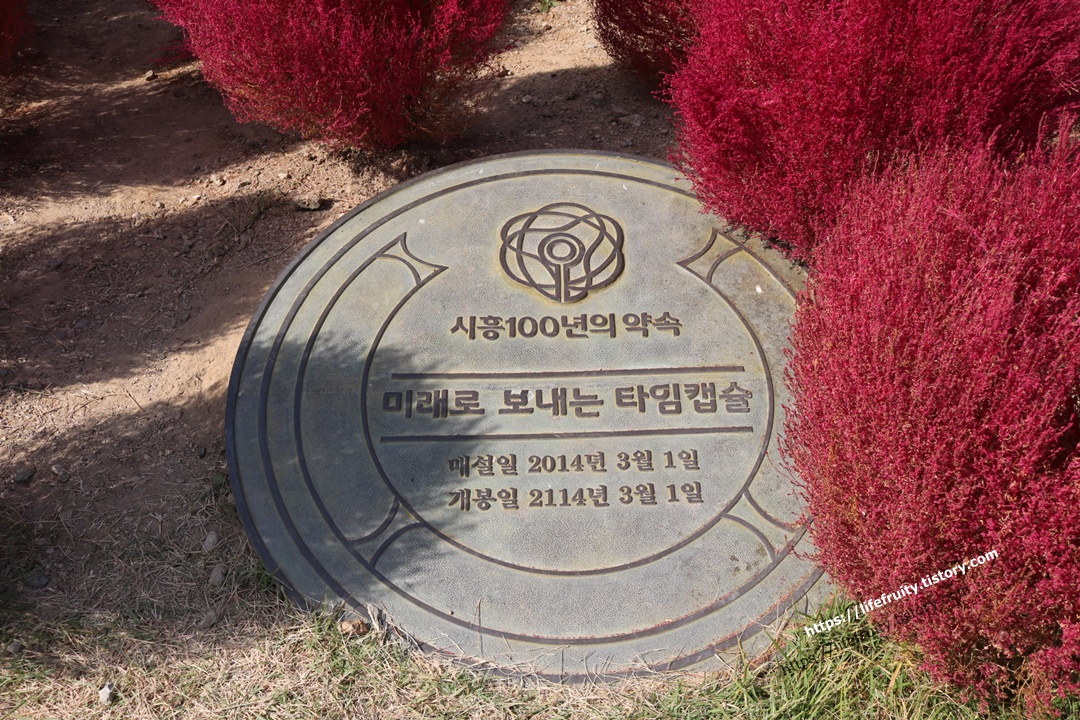 시흥100년의 약속
미래로 보내는 타임캡슐
매설일 2014년 3월 1일
개봉일 2114년 3월 1일
https://lifefruity.tistory.com